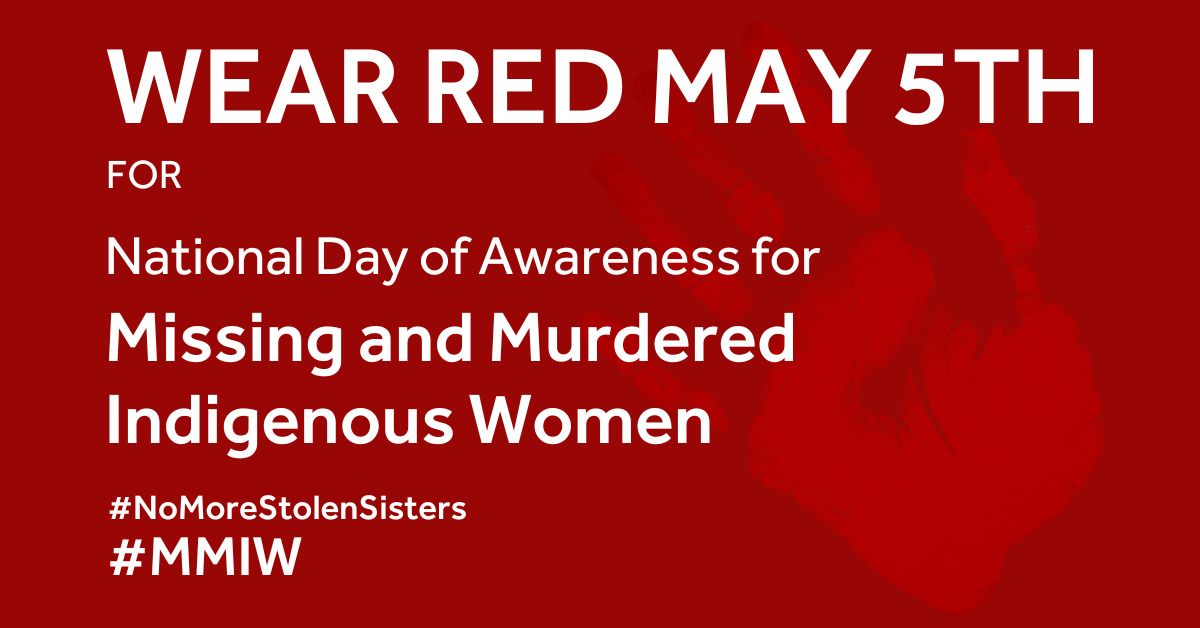 WEAR RED MAY 5TH
FOR
National Day of Awareness for
Missing and Murdered
Indigenous Women
#NoMoreStolenSisters
#MMIW